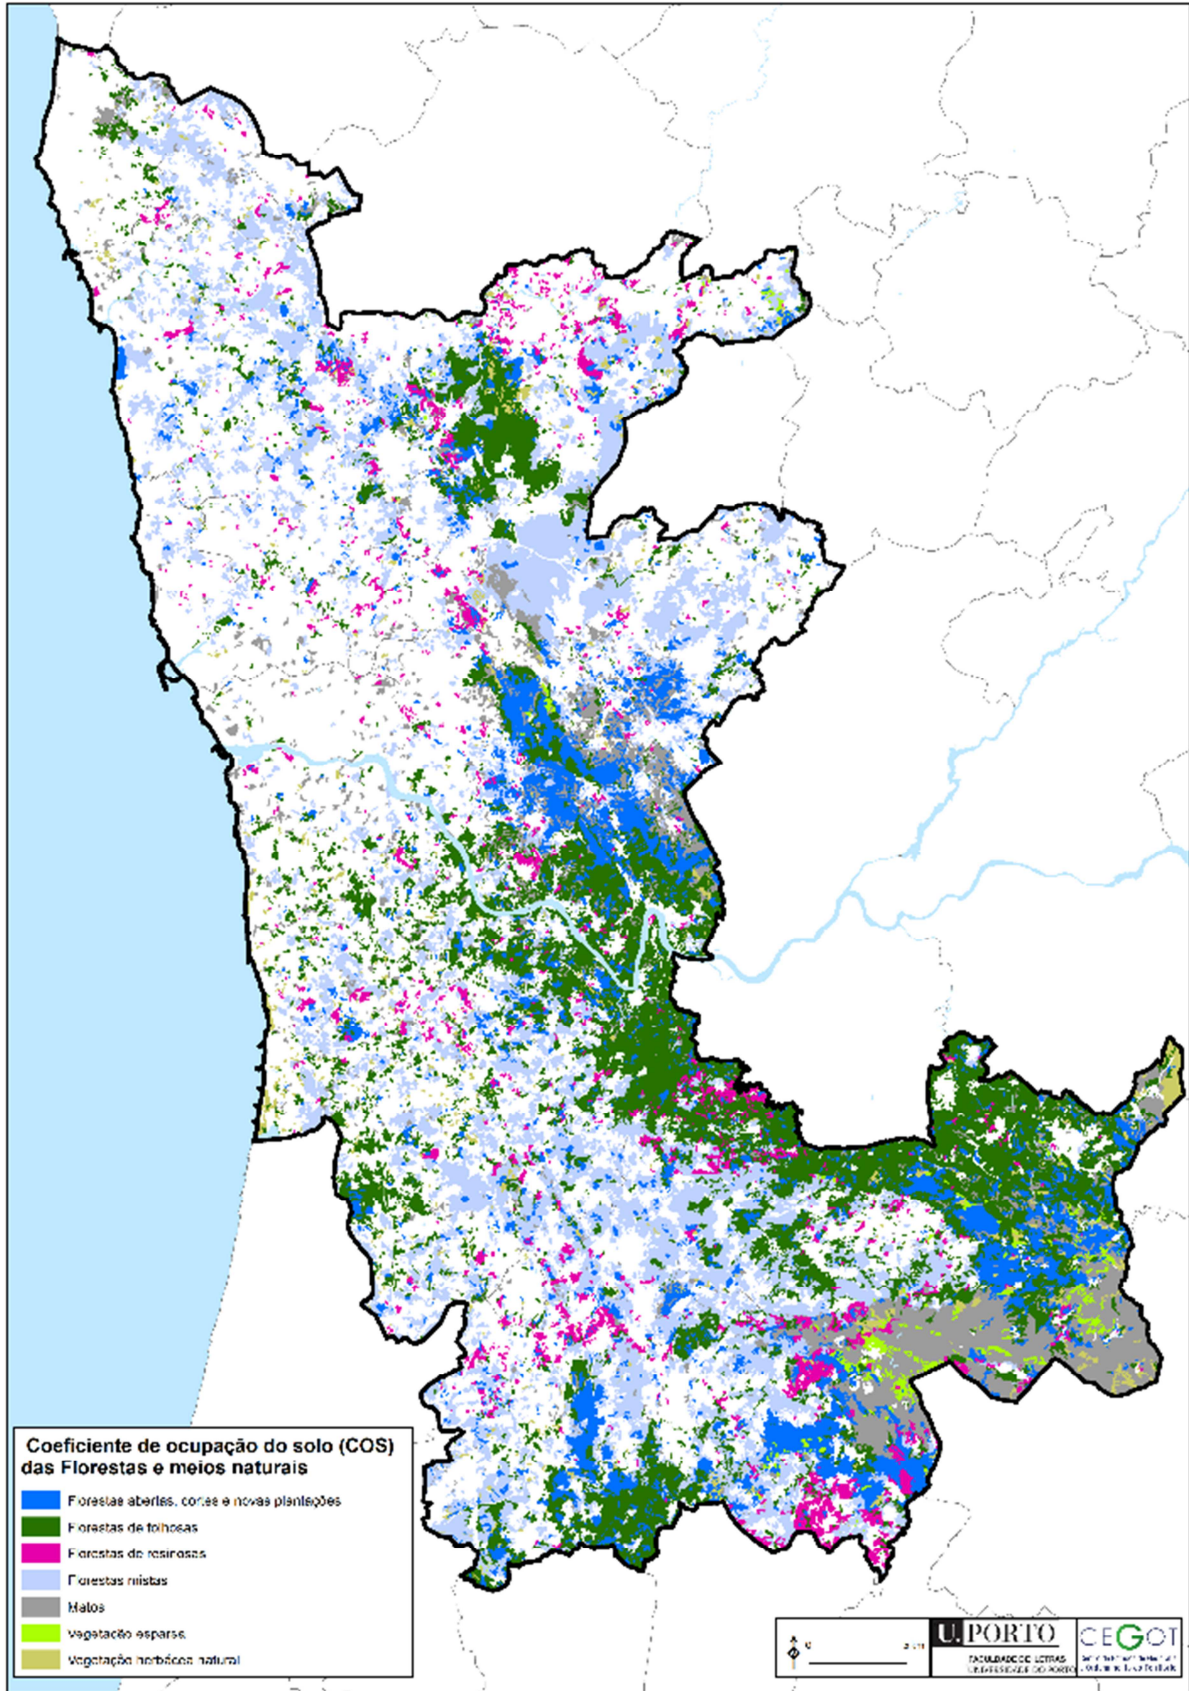 Coeficiente de ocupação do solo (COS)
das Florestas e meios naturais
Florestas abertas, cortes e novas plantações
Florestas de folhosas
Florestas de resinosas
Florestas mistas
Matos
Vegetação esparsa
Vegetação herbácea natural
0
U. PORTO
FACULDADE DE LETRAS
UNIVERSIDADE DO PORTO
CEGOT